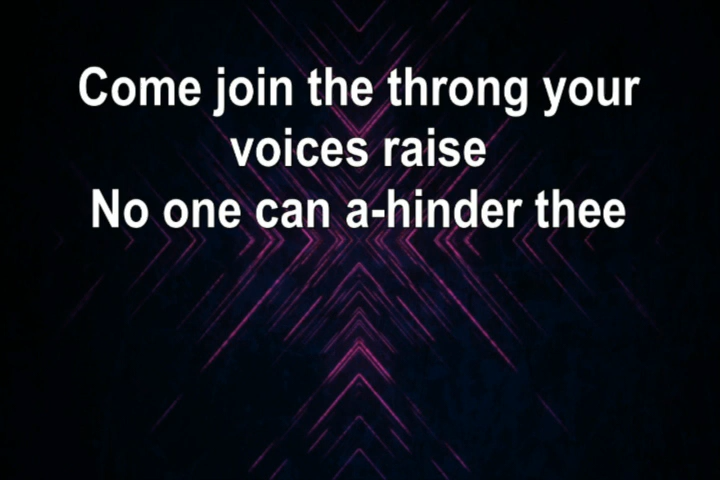 Come join the throng your
voices raise
No one can a-hinder thee